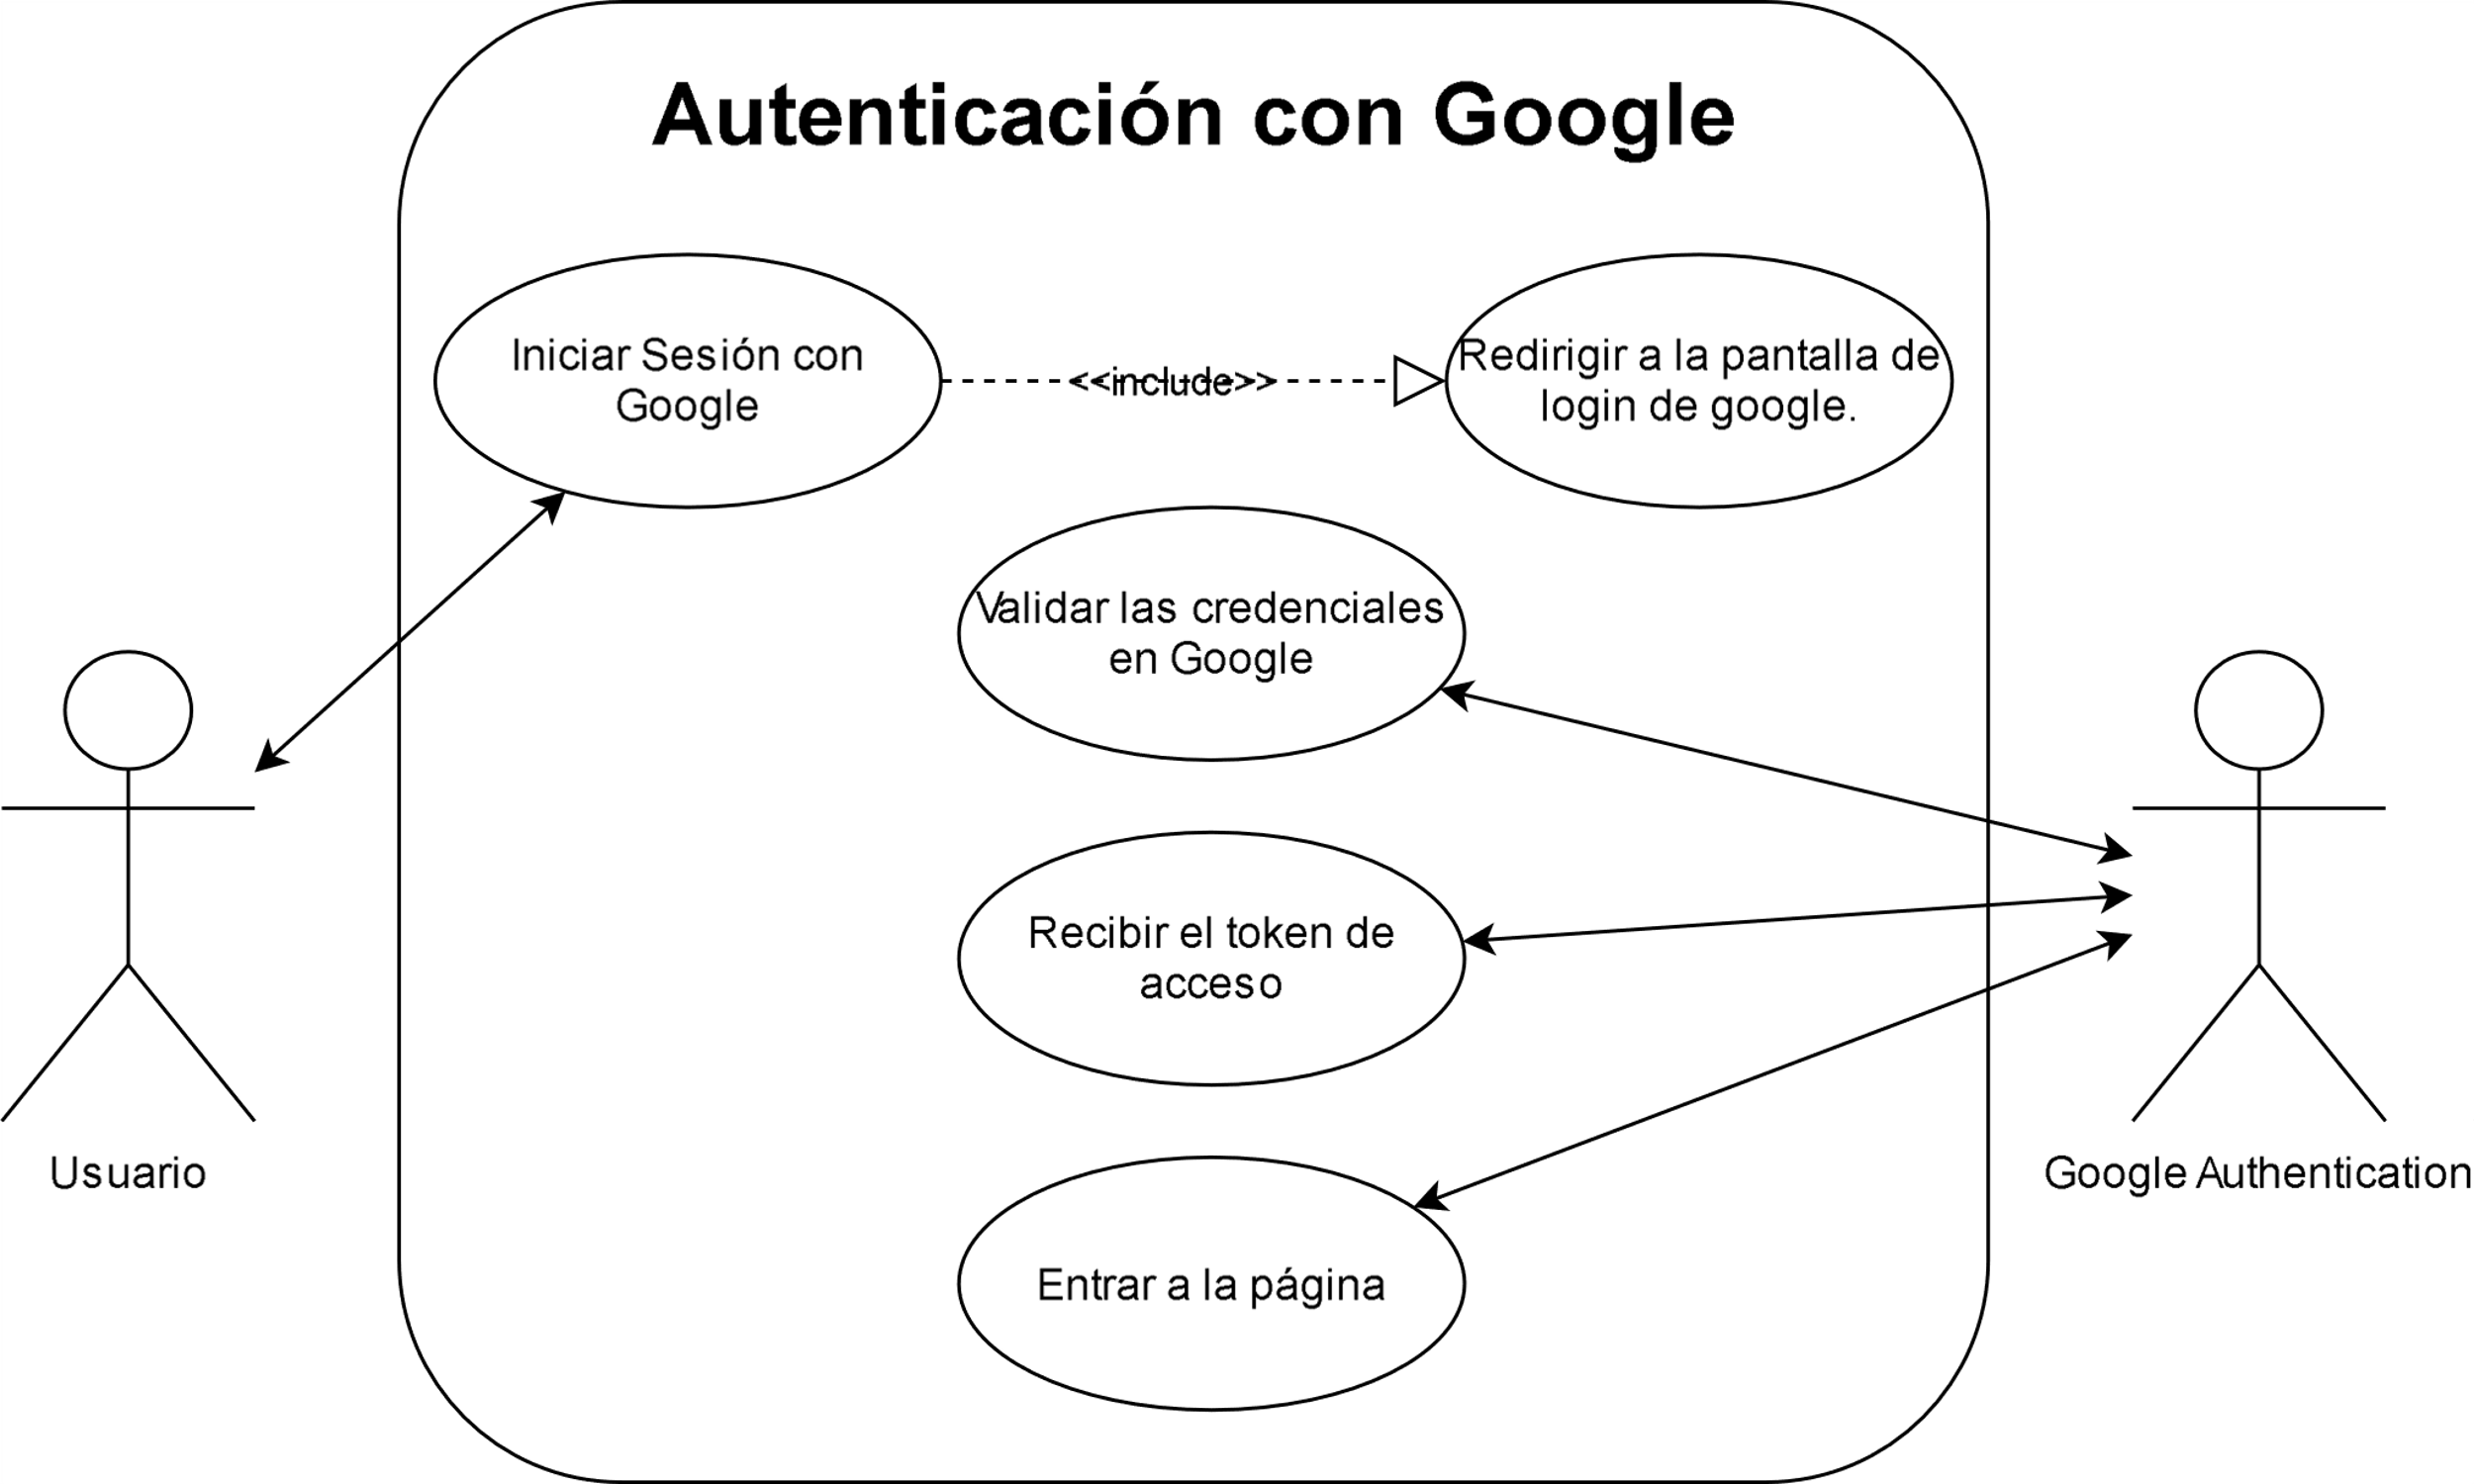 Autenticación con Google
Iniciar Sesión con
Google
<<include>>
Redirigir a la pantalla de
login de google.
Validar las credenciales
en Google
Recibir el token de
acceso
Entrar a la página
Usuario
Google Authentication